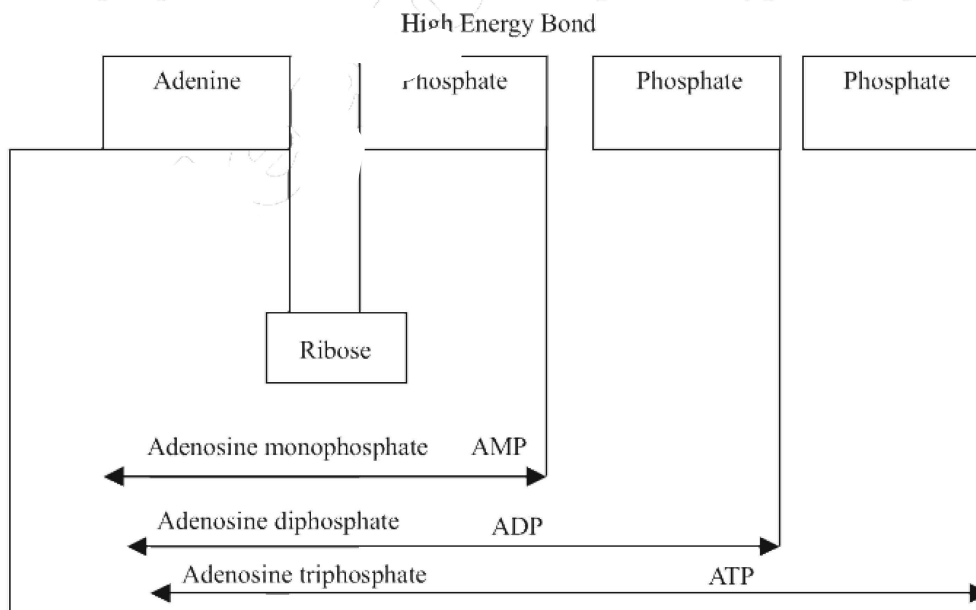 High Energy Bond
Adenine Phosphate Phosphate Phosphate
Ribose
Adenosine monophosphate AMP
Adenosine diphosphate ADP
Adenosine triphosphate ATP